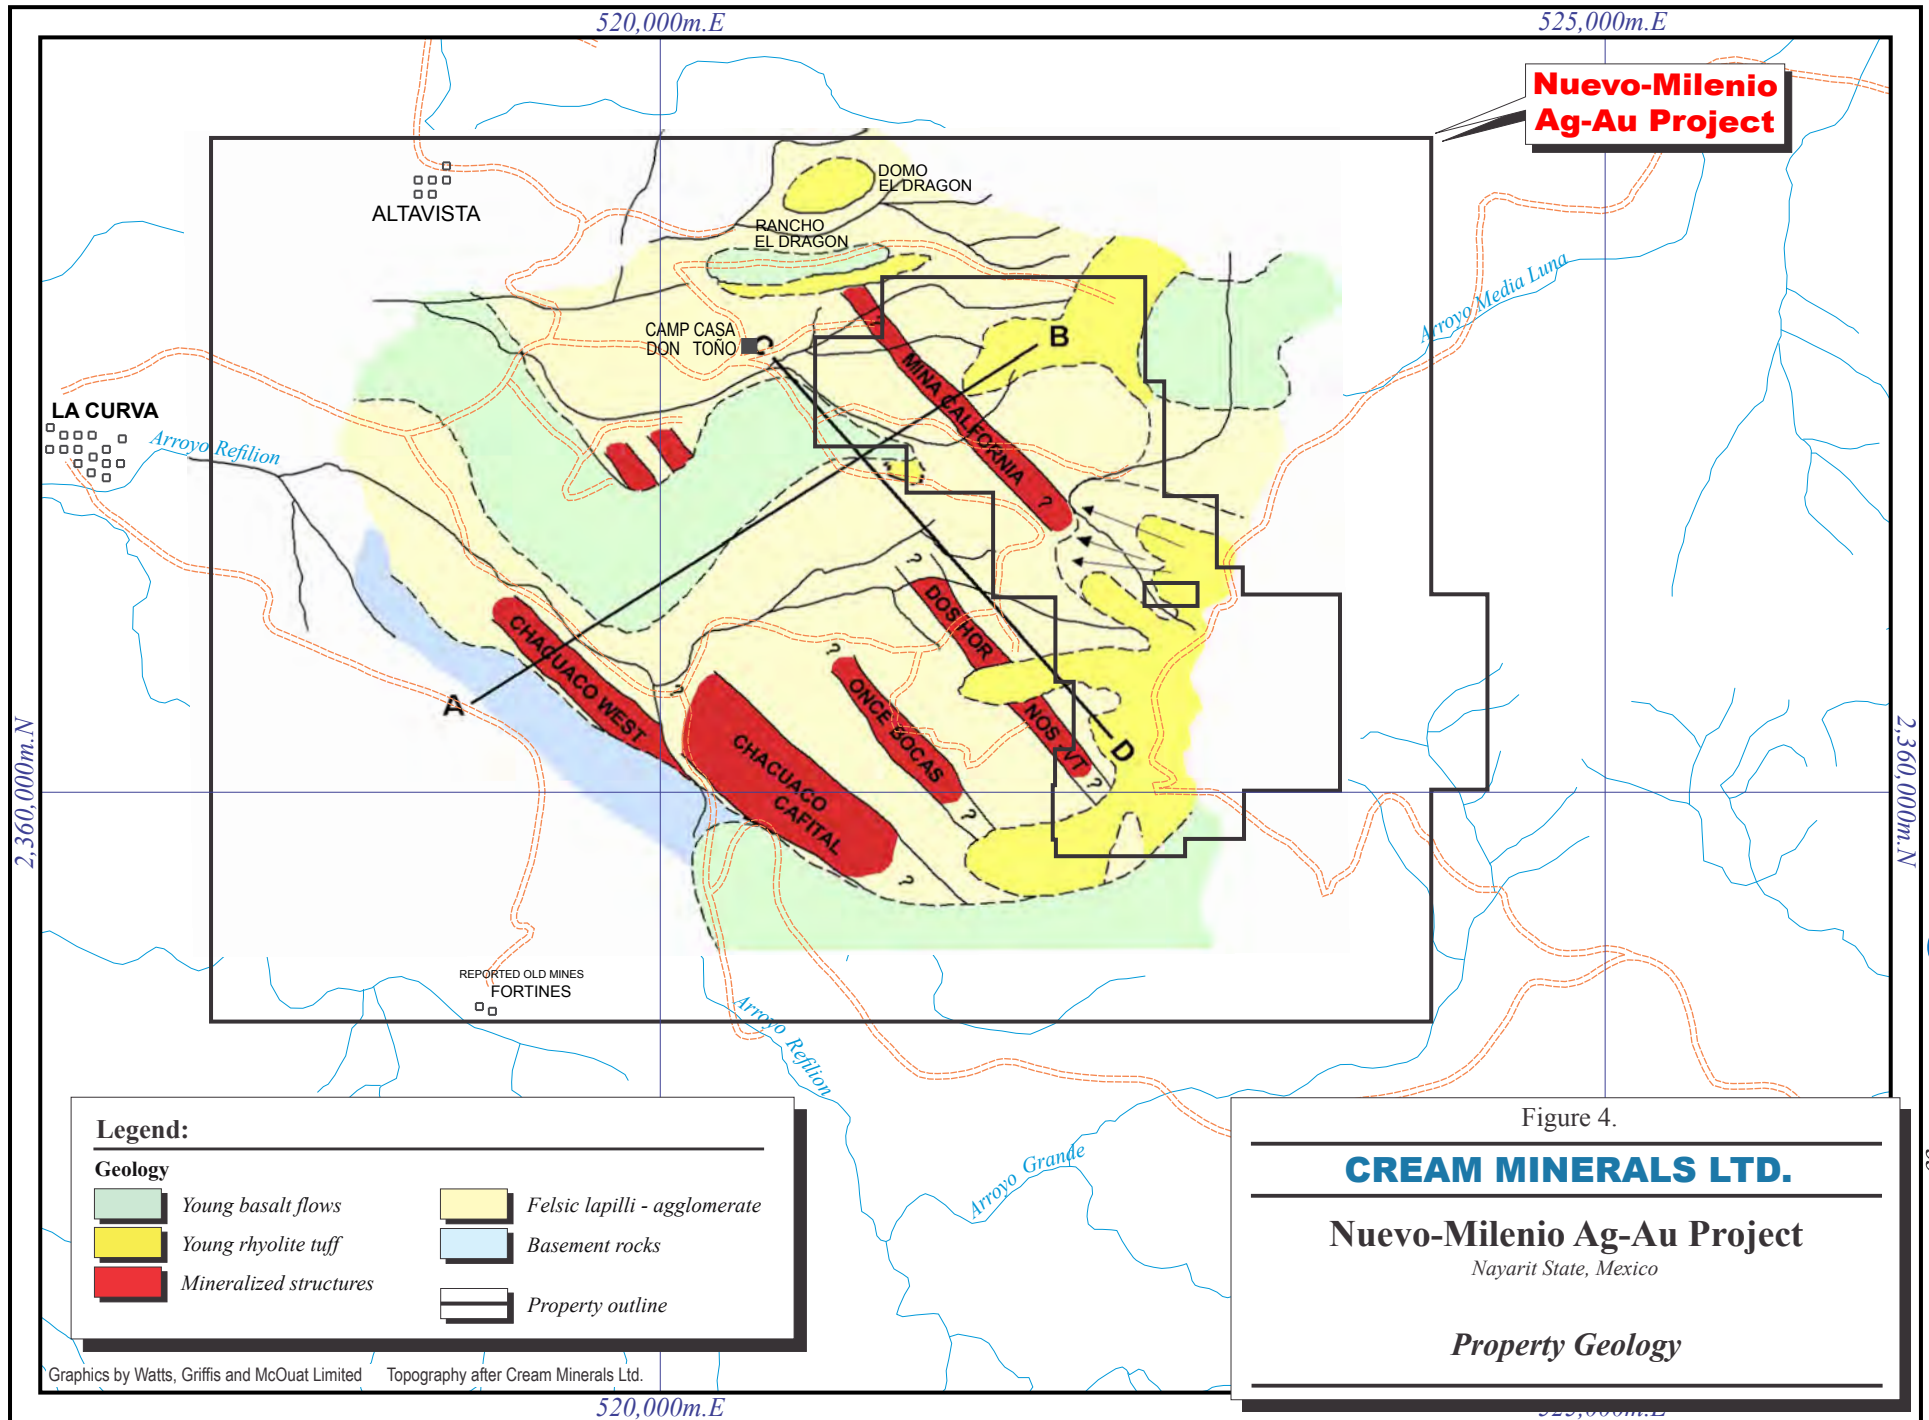 520,000m.E
525,000m.E
Nuevo-Milenio
Ag-Au Project
DOMO
EL DRAGON
ALTAVISTA
RANCHO
EL DRAGON
Arroyo Media Luna
CAMP CASA
DON TOÑO
C
B
MINA CALFORNIA
?
LA CURVA
Arroyo Refilion
?
DOS HOR
NOS VT
?
CHACUACO WEST
?
?
ONCE BOCAS
?
A
D
CHACUACO
CAFITAL
?
2,360,000m.N
2,360,000m.N
REPORTED OLD MINES
FORTINES
Arroyo Refilion
Arroyo Grande
Legend:
Geology
Young basalt flows
Young rhyolite tuff
Mineralized structures
Felsic lapilli - agglomerate
Basement rocks
Property outline
Figure 4.
CREAM MINERALS LTD.
Nuevo-Milenio Ag-Au Project
Nayarit State, Mexico
Property Geology
Graphics by Watts, Griffis and McOuat Limited
Topography after Cream Minerals Ltd.
520,000m.E
525,000m.E